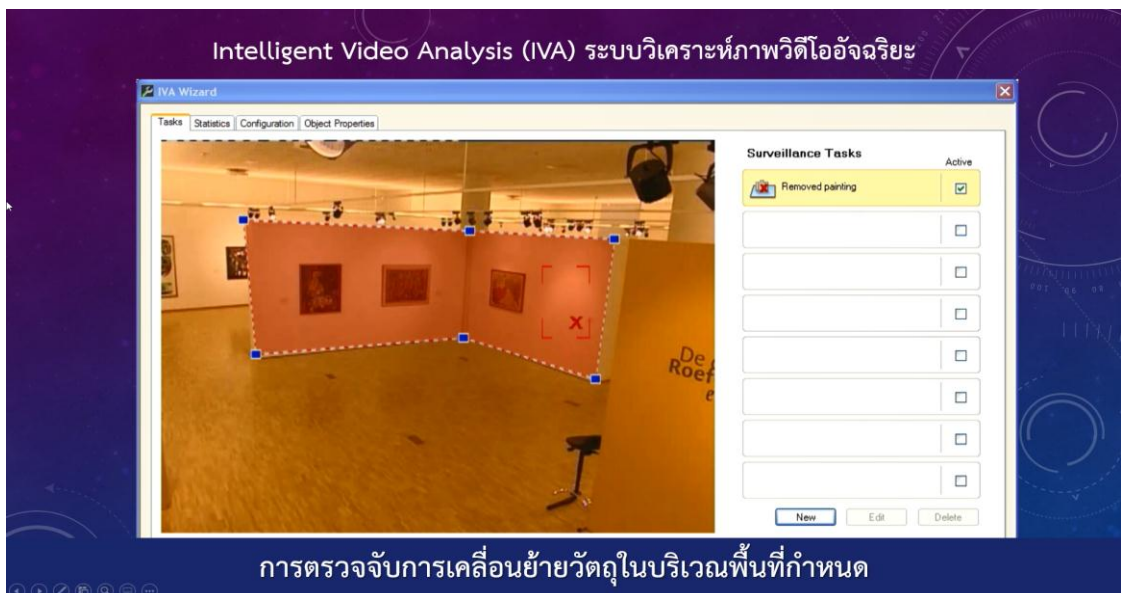 Intelligent Video Analysis (IVA) ระบบวิเคราะห์ภาพวิดีโออัจฉริยะ
IVA Wizard
Tasks Statistics Configuration Object Properties
Surveillance Tasks
Active
Removed painting
De
Roef
e
New Edit Delete
การตรวจจับการเคลื่อนย้ายวัตถุในบริเวณพื้นที่กำหนด